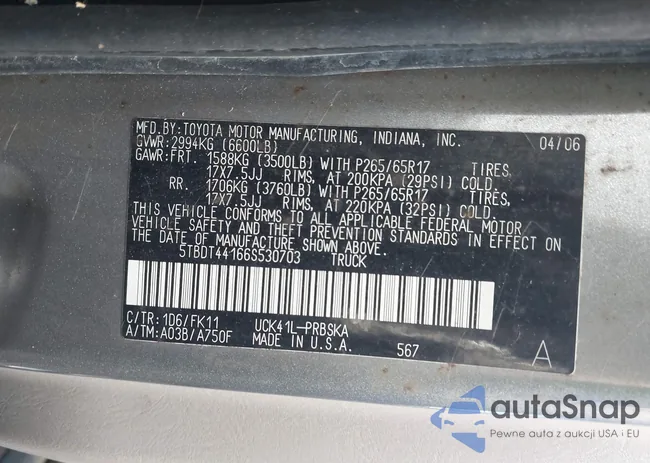 MFD.BY:TOYOTA MOTOR MANUFACTURING, INDIANA, INC. 04/06
GVWR:2994KG (6600LB)
GAWR:FRT. 1588KG (3500LB) WITH P265/65R17 TIRES,
17X7.5JJ RIMS, AT 200KPA (29PSI) COLD.
RR. 1706KG (3760LB) WITH P265/65R17 TIRES,
17X7.5JJ RIMS, AT 220KPA (32PSI) COLD.
THIS VEHICLE CONFORMS TO ALL APPLICABLE FEDERAL MOTOR
VEHICLE SAFETY AND THEFT PREVENTION STANDARDS IN EFFECT ON
THE DATE OF MANUFACTURE SHOWN ABOVE.
5TBDT44166S530703 TRUCK
C/TR:1D6/FK11 UCK41L-PRBSKA
A/TM:A03B/A750F MADE IN U.S.A. 567 A
autaSnap
Pewne auta z aukcji USA i EU